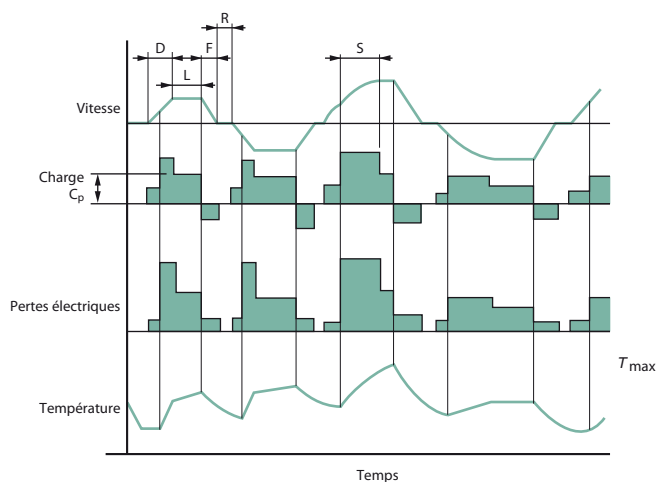 R
D
F
S
L
Vitesse
Charge
Cp
Pertes électriques
Tmax
Température
Temps